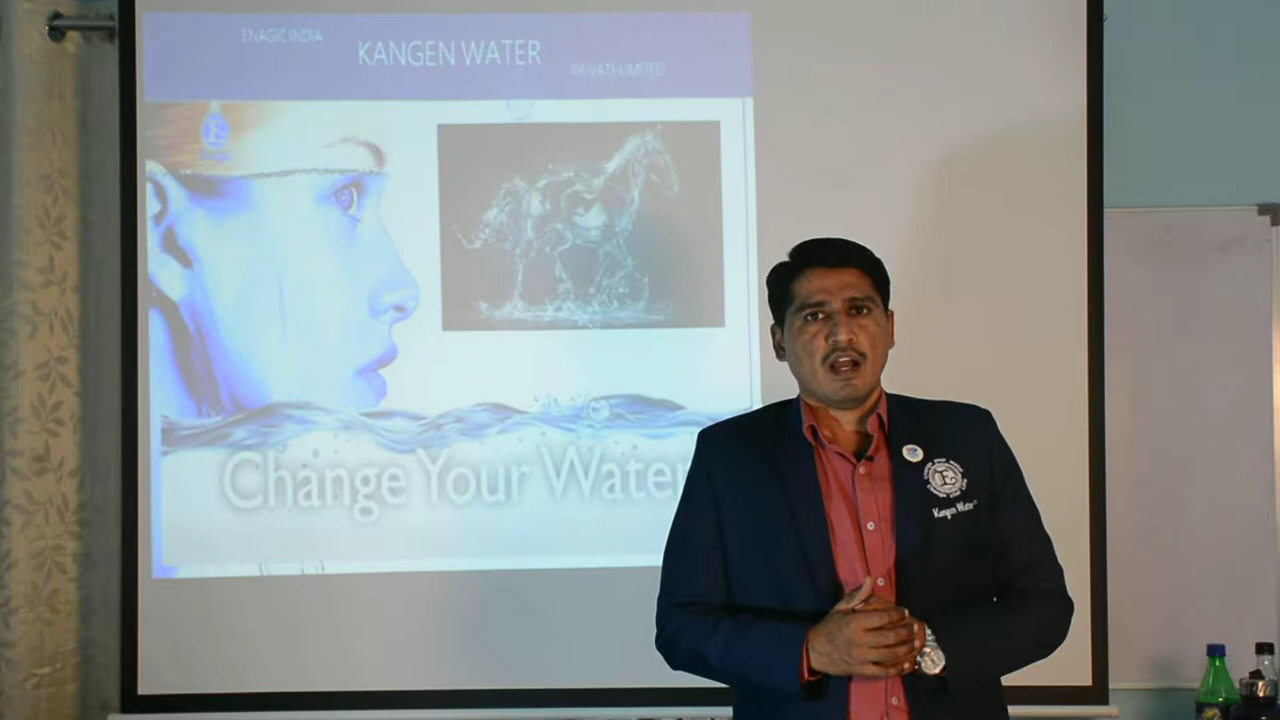 ENAGIC INDIA
KANGEN WATER
PRIVATE LIMITED
Change Your Water
Kangen Water